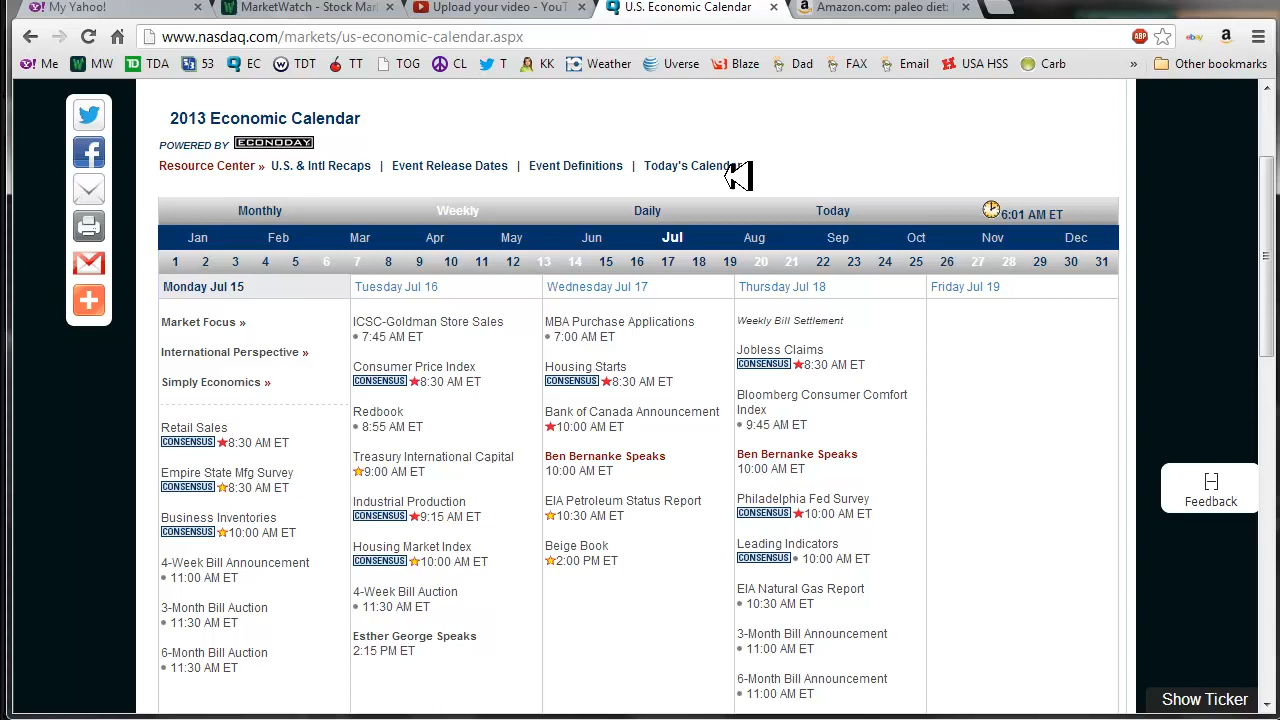 My Yahoo!
MarketWatch - Stock Mar
Upload your video - YouT
U.S. Economic Calendar
Amazon.com: paleo diet:
www.nasdaq.com/markets/us-economic-calendar.aspx
ABP
ebay
a
Me
MW
TDA
53
EC
TDT
TT
TOG
CL
T
KK
Weather
Uverse
Blaze
Dad
FAX
Email
USA HSS
Carb
»
Other bookmarks
2013 Economic Calendar
POWERED BY ECONODAY
Resource Center » U.S. & Intl Recaps | Event Release Dates | Event Definitions | Today's Calendar
Monthly Weekly Daily Today 6:01 AM ET
Jan Feb Mar Apr May Jun Jul Aug Sep Oct Nov Dec
1 2 3 4 5 6 7 8 9 10 11 12 13 14 15 16 17 18 19 20 21 22 23 24 25 26 27 28 29 30 31
Monday Jul 15
Market Focus »
International Perspective »
Simply Economics »
Retail Sales
CONSENSUS 8:30 AM ET
Empire State Mfg Survey
CONSENSUS 8:30 AM ET
Business Inventories
CONSENSUS 10:00 AM ET
4-Week Bill Announcement
• 11:00 AM ET
3-Month Bill Auction
• 11:30 AM ET
6-Month Bill Auction
• 11:30 AM ET
Tuesday Jul 16
ICSC-Goldman Store Sales
• 7:45 AM ET
Consumer Price Index
CONSENSUS 8:30 AM ET
Redbook
• 8:55 AM ET
Treasury International Capital
9:00 AM ET
Industrial Production
CONSENSUS 9:15 AM ET
Housing Market Index
CONSENSUS 10:00 AM ET
4-Week Bill Auction
• 11:30 AM ET
Esther George Speaks
2:15 PM ET
Wednesday Jul 17
MBA Purchase Applications
• 7:00 AM ET
Housing Starts
CONSENSUS 8:30 AM ET
Bank of Canada Announcement
10:00 AM ET
Ben Bernanke Speaks
10:00 AM ET
EIA Petroleum Status Report
10:30 AM ET
Beige Book
2:00 PM ET
Thursday Jul 18
Weekly Bill Settlement
Jobless Claims
CONSENSUS 8:30 AM ET
Bloomberg Consumer Comfort
Index
• 9:45 AM ET
Ben Bernanke Speaks
10:00 AM ET
Philadelphia Fed Survey
CONSENSUS 10:00 AM ET
Leading Indicators
CONSENSUS • 10:00 AM ET
EIA Natural Gas Report
• 10:30 AM ET
3-Month Bill Announcement
• 11:00 AM ET
6-Month Bill Announcement
• 11:00 AM ET
Friday Jul 19
[-]
Feedback
Show Ticker